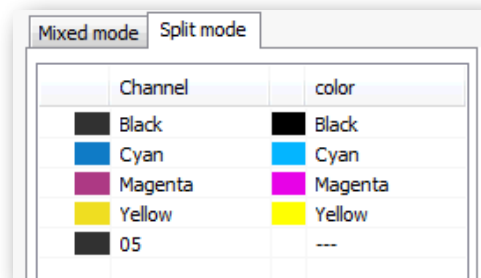 Mixed mode Split mode
Channel color
Black Black
Cyan Cyan
Magenta Magenta
Yellow Yellow
05 ---